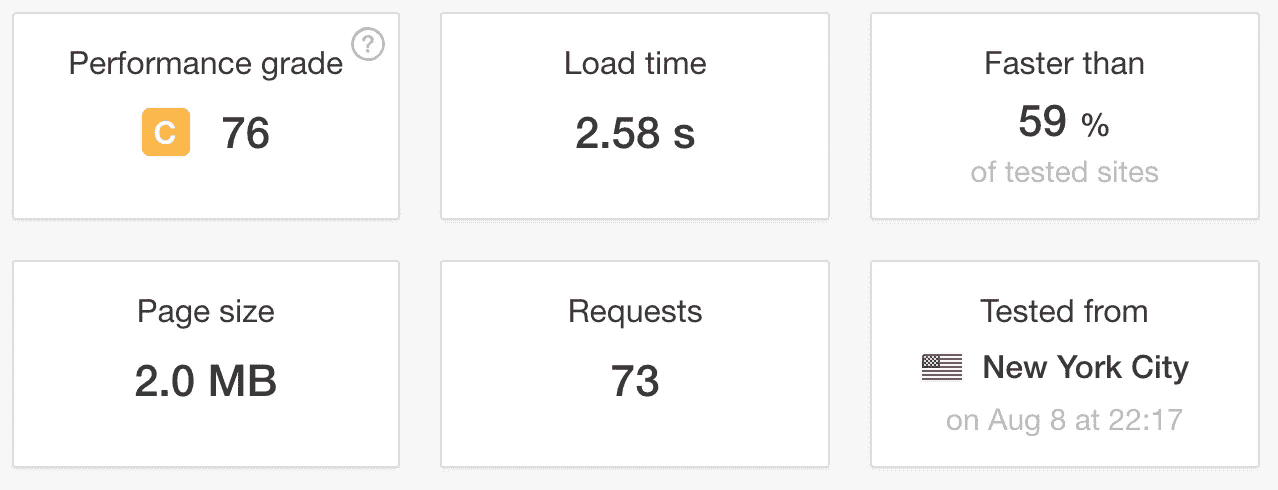 Performance grade ?
C 76
Load time
2.58 s
Faster than
59 %
of tested sites
Page size
2.0 MB
Requests
73
Tested from
New York City
on Aug 8 at 22:17